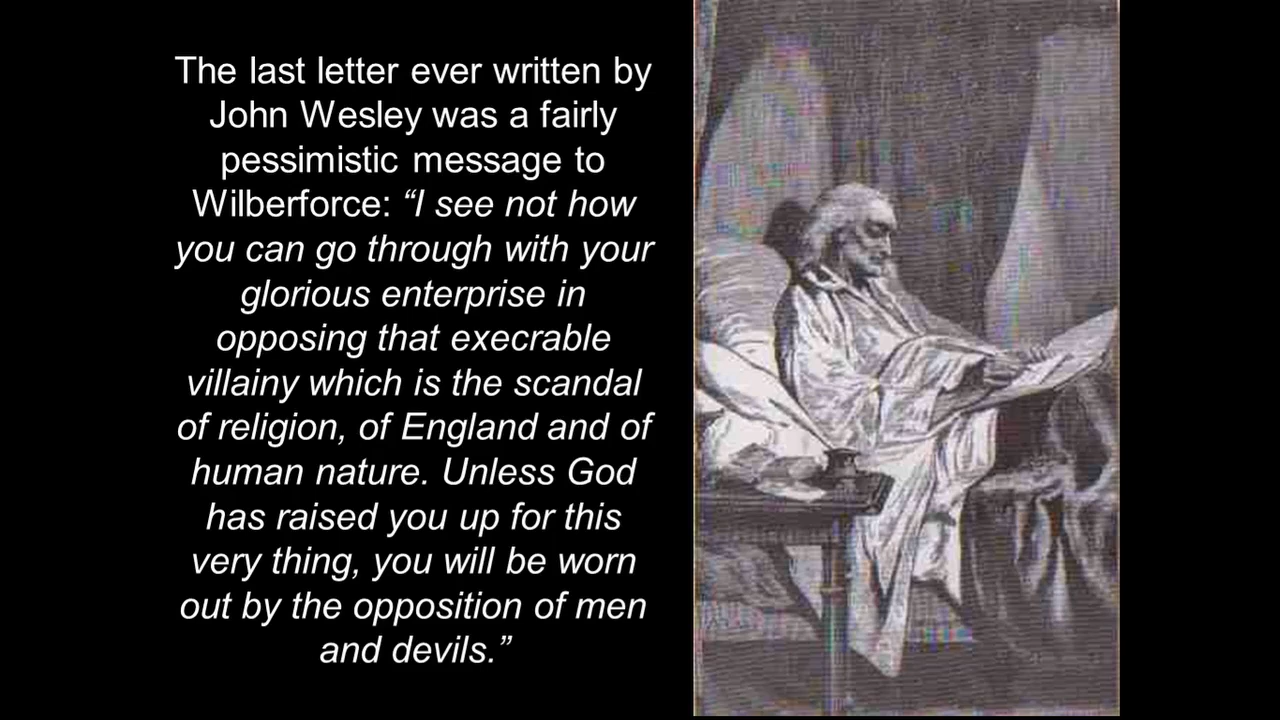 The last letter ever written by
John Wesley was a fairly
pessimistic message to
Wilberforce: “I see not how
you can go through with your
glorious enterprise in
opposing that execrable
villainy which is the scandal
of religion, of England and of
human nature. Unless God
has raised you up for this
very thing, you will be worn
out by the opposition of men
and devils.”